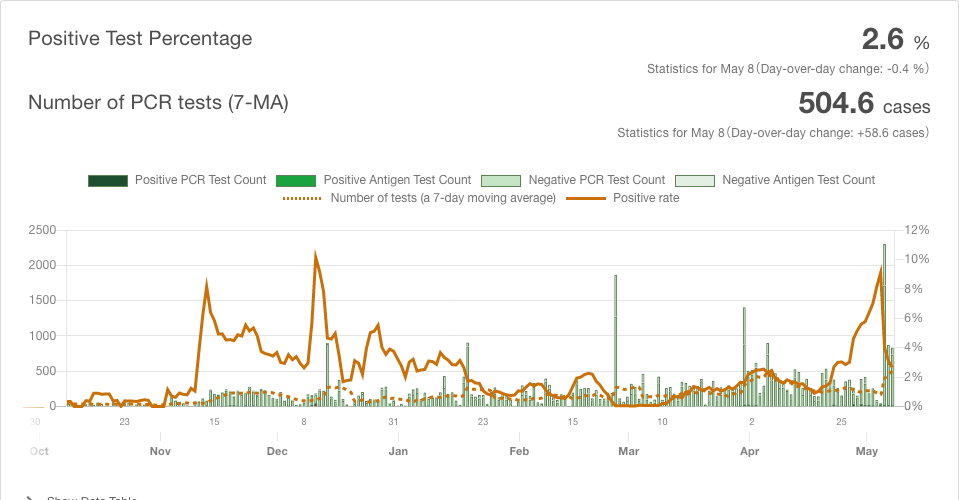 Positive Test Percentage
2.6 %
Statistics for May 8(Day-over-day change: -0.4 %)
Number of PCR tests (7-MA)
504.6 cases
Statistics for May 8(Day-over-day change: +58.6 cases)
Positive PCR Test Count Positive Antigen Test Count Negative PCR Test Count Negative Antigen Test Count
Number of tests (a 7-day moving average) Positive rate
2500 12%
2000 10%
8%
1500
6%
1000
4%
500
2%
0 0%
30 23 15 8 31 23 15 10 2 25
Oct Nov Dec Jan Feb Mar Apr May
Show Data Table